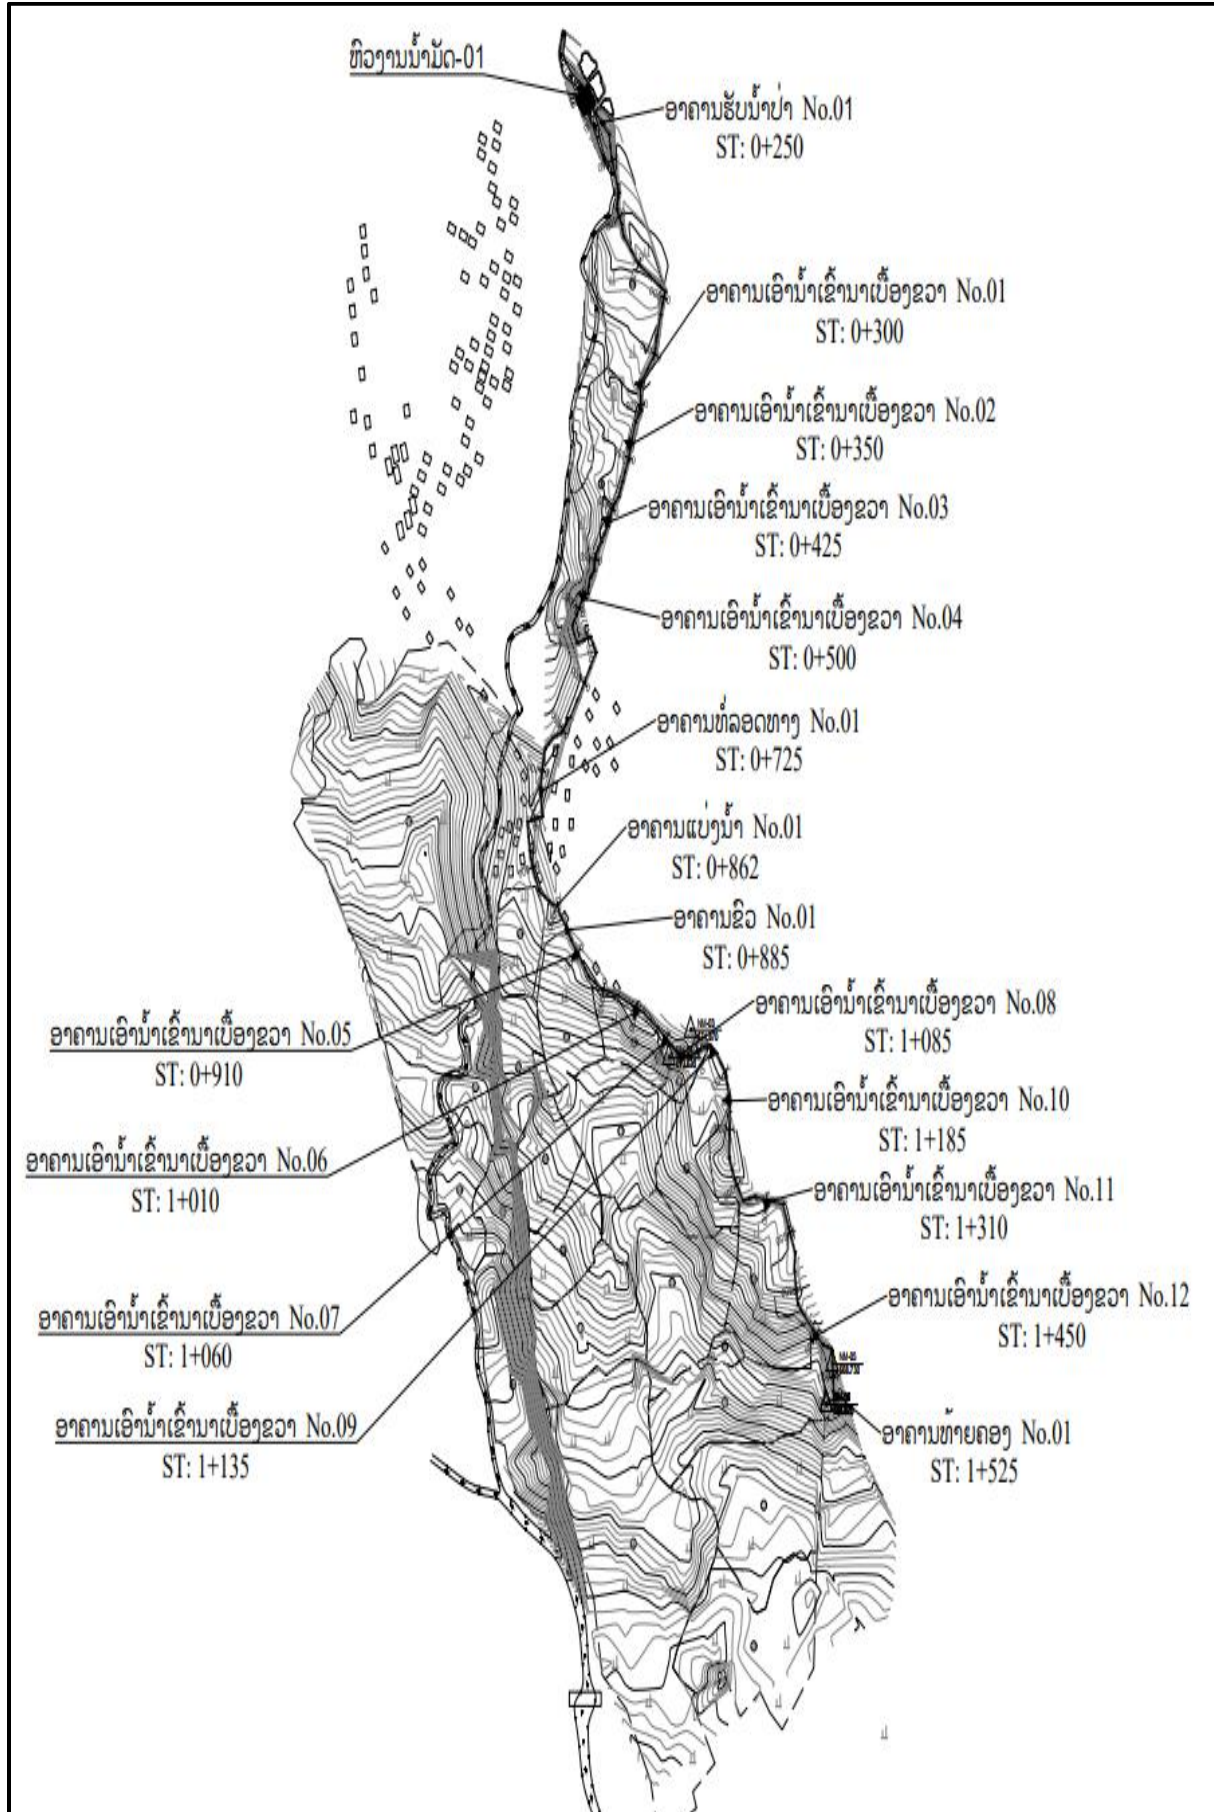 ຫົວງານນ້ຳມັດ-01
ອາຄານຮັບນ້ຳປ່າ No.01
ST: 0+250
ອາຄານເອົານ້ຳເຂົ້ານາເບື້ອງຂວາ No.01
ST: 0+300
ອາຄານເອົານ້ຳເຂົ້ານາເບື້ອງຂວາ No.02
ST: 0+350
ອາຄານເອົານ້ຳເຂົ້ານາເບື້ອງຂວາ No.03
ST: 0+425
ອາຄານເອົານ້ຳເຂົ້ານາເບື້ອງຂວາ No.04
ST: 0+500
ອາຄານທໍ່ລອດທາງ No.01
ST: 0+725
ອາຄານແບ່ງນ້ຳ No.01
ST: 0+862
ອາຄານຂົວ No.01
ST: 0+885
ອາຄານເອົານ້ຳເຂົ້ານາເບື້ອງຂວາ No.08
ST: 1+085
ອາຄານເອົານ້ຳເຂົ້ານາເບື້ອງຂວາ No.05
ST: 0+910
ອາຄານເອົານ້ຳເຂົ້ານາເບື້ອງຂວາ No.10
ST: 1+185
ອາຄານເອົານ້ຳເຂົ້ານາເບື້ອງຂວາ No.06
ST: 1+010
ອາຄານເອົານ້ຳເຂົ້ານາເບື້ອງຂວາ No.11
ST: 1+310
ອາຄານເອົານ້ຳເຂົ້ານາເບື້ອງຂວາ No.07
ST: 1+060
ອາຄານເອົານ້ຳເຂົ້ານາເບື້ອງຂວາ No.12
ST: 1+450
ອາຄານເອົານ້ຳເຂົ້ານາເບື້ອງຂວາ No.09
ST: 1+135
ອາຄານທ້າຍຄອງ No.01
ST: 1+525